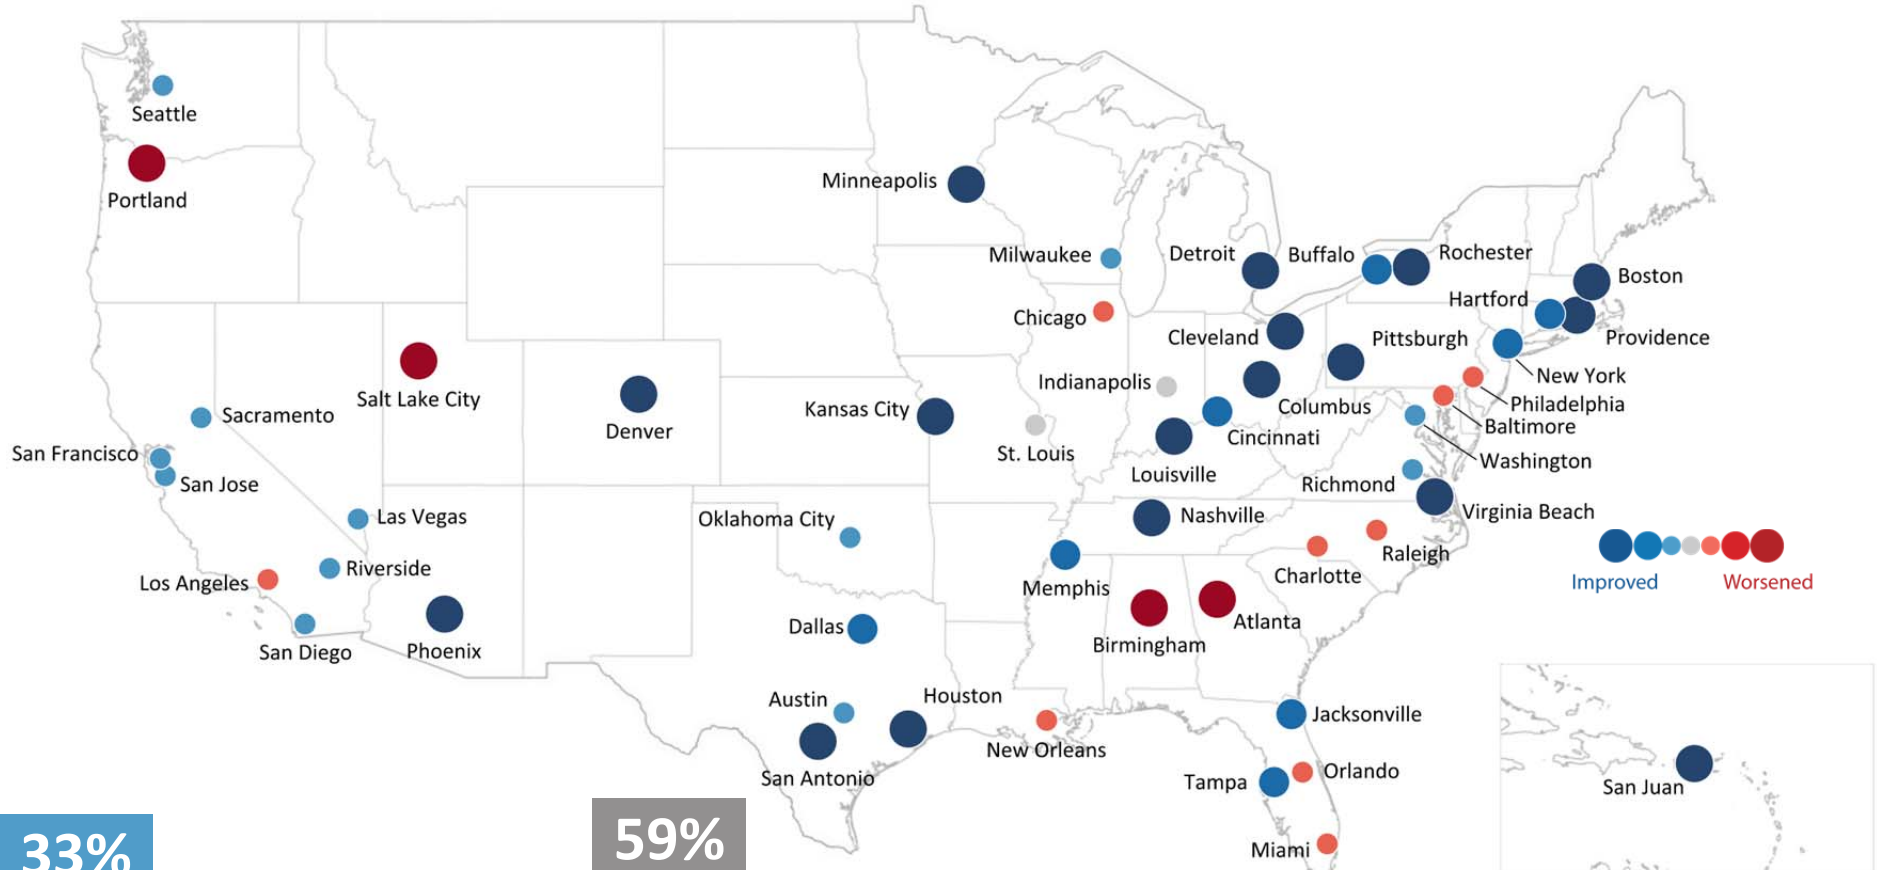 Seattle
Portland
Minneapolis
Milwaukee
Detroit
Buffalo
Rochester
Boston
Hartford
Chicago
Cleveland
Pittsburgh
Providence
New York
Indianapolis
Salt Lake City
Philadelphia
Columbus
Kansas City
Sacramento
Baltimore
Denver
Cincinnati
San Francisco
St. Louis
Washington
Louisville
San Jose
Richmond
Virginia Beach
Las Vegas
Oklahoma City
Nashville
Raleigh
Riverside
Los Angeles
Charlotte
Improved
Worsened
Memphis
Atlanta
Dallas
Birmingham
San Diego
Phoenix
Austin
Houston
Jacksonville
New Orleans
San Antonio
Tampa
Orlando
San Juan
Miami
33%
59%